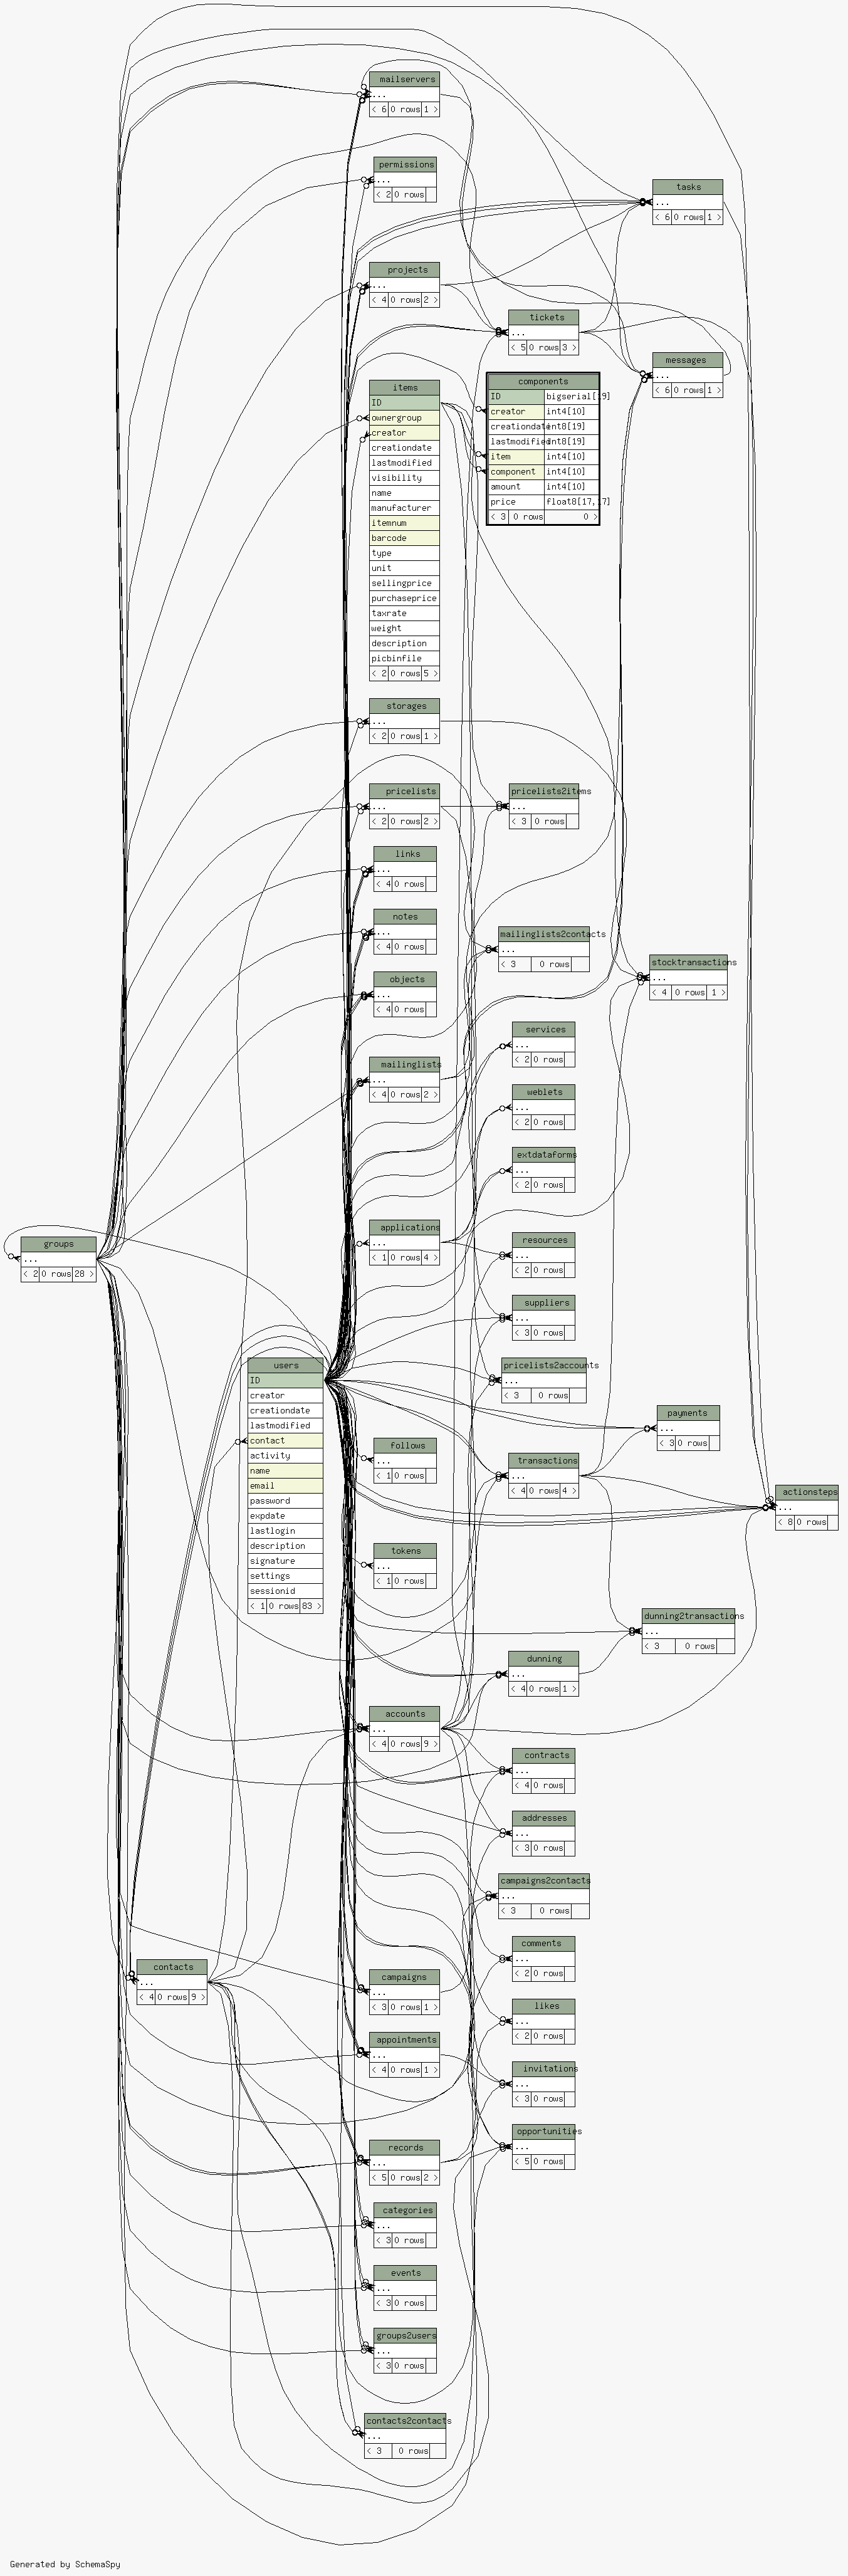 mailservers
...
< 6 0 rows 1 >
permissions
...
< 2 0 rows
tasks
...
< 6 0 rows 1 >
projects
...
< 4 0 rows 2 >
tickets
...
< 5 0 rows 3 >
messages
...
< 6 0 rows 1 >
items
ID
ownergroup
creator
creationdate
lastmodified
visibility
name
manufacturer
itemnum
barcode
type
unit
sellingprice
purchaseprice
taxrate
weight
description
picbinfile
< 2 0 rows 5 >
components
ID bigserial[19]
creator int4[10]
creationdate int8[19]
lastmodified int8[19]
item int4[10]
component int4[10]
amount int4[10]
price float8[17,17]
< 3 0 rows 0 >
storages
...
< 2 0 rows 1 >
pricelists
...
< 2 0 rows 2 >
pricelists2items
...
< 3 0 rows
links
...
< 4 0 rows
notes
...
< 4 0 rows
mailinglists2contacts
...
< 3 0 rows
stocktransactions
...
< 4 0 rows 1 >
objects
...
< 4 0 rows
services
...
< 2 0 rows
mailinglists
...
< 4 0 rows 2 >
weblets
...
< 2 0 rows
extdataforms
...
< 2 0 rows
applications
...
< 1 0 rows 4 >
groups
...
< 2 0 rows 28 >
resources
...
< 2 0 rows
suppliers
...
< 3 0 rows
users
ID
creator
creationdate
lastmodified
contact
activity
name
email
password
expdate
lastlogin
description
signature
settings
sessionid
< 1 0 rows 83 >
pricelists2accounts
...
< 3 0 rows
payments
...
< 3 0 rows
follows
...
< 1 0 rows
transactions
...
< 4 0 rows 4 >
actionsteps
...
< 8 0 rows
tokens
...
< 1 0 rows
dunning2transactions
...
< 3 0 rows
dunning
...
< 4 0 rows 1 >
accounts
...
< 4 0 rows 9 >
contracts
...
< 4 0 rows
addresses
...
< 3 0 rows
campaigns2contacts
...
< 3 0 rows
comments
...
< 2 0 rows
contacts
...
< 4 0 rows 9 >
campaigns
...
< 3 0 rows 1 >
likes
...
< 2 0 rows
appointments
...
< 4 0 rows 1 >
invitations
...
< 3 0 rows
opportunities
...
< 5 0 rows
records
...
< 5 0 rows 2 >
categories
...
< 3 0 rows
events
...
< 3 0 rows
groups2users
...
< 3 0 rows
contacts2contacts
...
< 3 0 rows
Generated by SchemaSpy